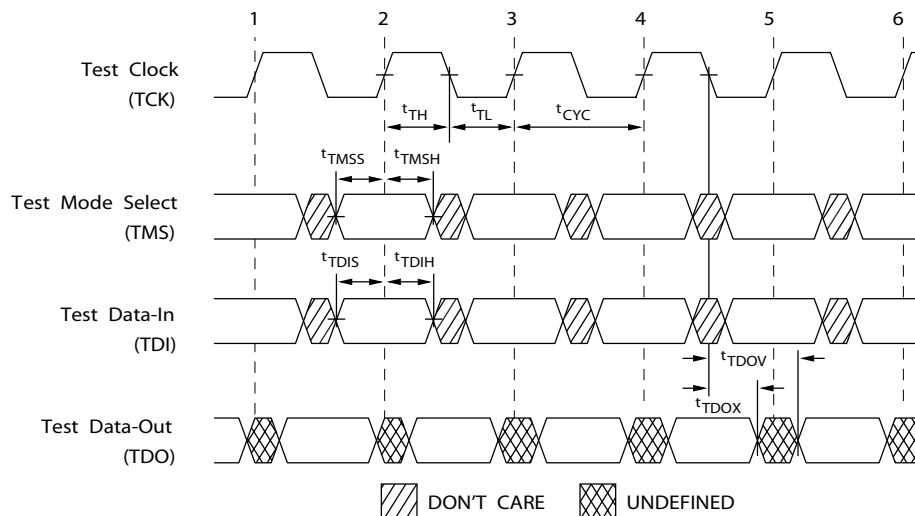 1 2 3 4 5 6
Test Clock
(TCK)
tTH tTL tCYC
tTMSS tTMSH
Test Mode Select
(TMS)
tTDIS tTDIH
Test Data-In
(TDI)
tTDOV
tTDOX
Test Data-Out
(TDO)
DON'T CARE UNDEFINED